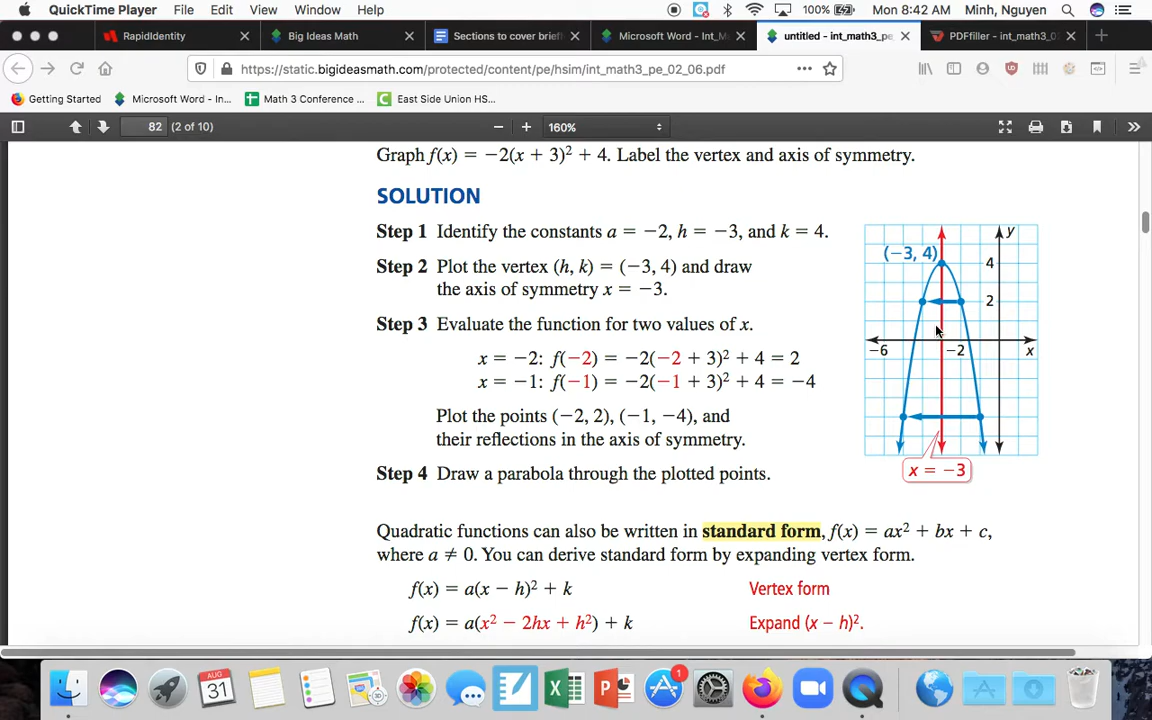 QuickTime Player File Edit View Window Help 100% Mon 8:42 AM Minh, Nguyen
RapidIdentity Big Ideas Math Sections to cover brief Microsoft Word - Int_M untitled - int_math3_pe_ PDFfiller - int_math3_0
https://static.bigideasmath.com/protected/content/pe/hsim/int_math3_pe_02_06.pdf
Getting Started Microsoft Word - In... Math 3 Conference ... East Side Union HS...
82 (2 of 10) 160%
Graph f(x) = −2(x + 3)² + 4. Label the vertex and axis of symmetry.
SOLUTION
Step 1 Identify the constants a = −2, h = −3, and k = 4.
Step 2 Plot the vertex (h, k) = (−3, 4) and draw
the axis of symmetry x = −3.
Step 3 Evaluate the function for two values of x.
x = −2: f(−2) = −2(−2 + 3)² + 4 = 2
x = −1: f(−1) = −2(−1 + 3)² + 4 = −4
Plot the points (−2, 2), (−1, −4), and
their reflections in the axis of symmetry.
Step 4 Draw a parabola through the plotted points.
(−3, 4) y
4
2
−6 −2 x
x = −3
Quadratic functions can also be written in standard form, f(x) = ax² + bx + c,
where a ≠ 0. You can derive standard form by expanding vertex form.
f(x) = a(x − h)² + k Vertex form
f(x) = a(x² − 2hx + h²) + k Expand (x − h)².
AUG
31
1